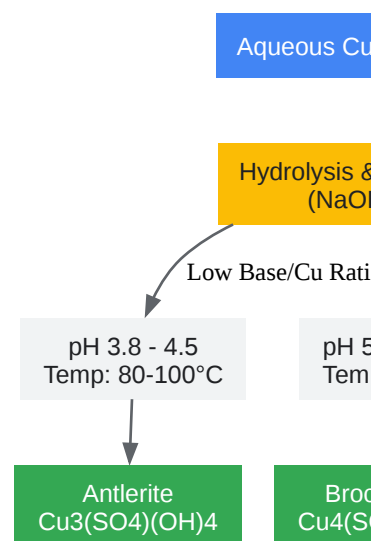 Aqueous Cu
Hydrolysis &
(NaO
Low Base/Cu Rati
pH 3.8 - 4.5
Temp: 80-100°C
pH 5
Tem
Antlerite
Cu3(SO4)(OH)4
Broc
Cu4(SO